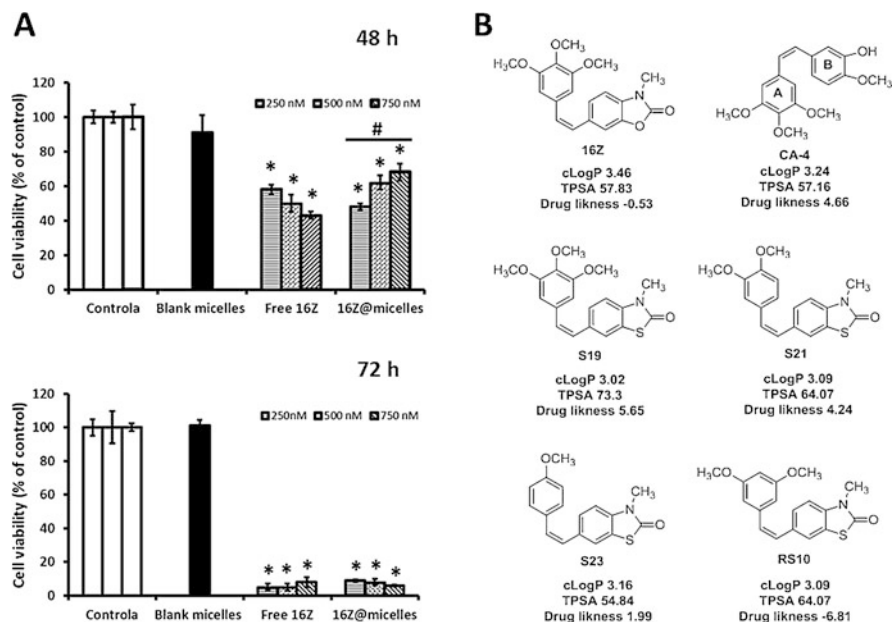 A
48 h
120
100
80
60
40
20
0
Cell viability (% of control)
250 nM
500 nM
750 nM
#
* * * * * *
Controla
Blank micelles
Free 16Z
16Z@micelles
72 h
120
100
80
60
40
20
0
Cell viability (% of control)
250nM
500 nM
750 nM
* * * * * *
Controla
Blank micelles
Free 16Z
16Z@micelles
B
OCH₃
H₃CO
OCH₃
CH₃
N
O
O
16Z
cLogP 3.46
TPSA 57.83
Drug likness -0.53
OH
B
OCH₃
A
H₃CO
OCH₃
OCH₃
CA-4
cLogP 3.24
TPSA 57.16
Drug likness 4.66
OCH₃
H₃CO
OCH₃
CH₃
N
O
S
S19
cLogP 3.02
TPSA 73.3
Drug likness 5.65
OCH₃
H₃CO
CH₃
N
O
S
S21
cLogP 3.09
TPSA 64.07
Drug likness 4.24
OCH₃
CH₃
N
O
S
S23
cLogP 3.16
TPSA 54.84
Drug likness 1.99
H₃CO
OCH₃
CH₃
N
O
S
RS10
cLogP 3.09
TPSA 64.07
Drug likness -6.81